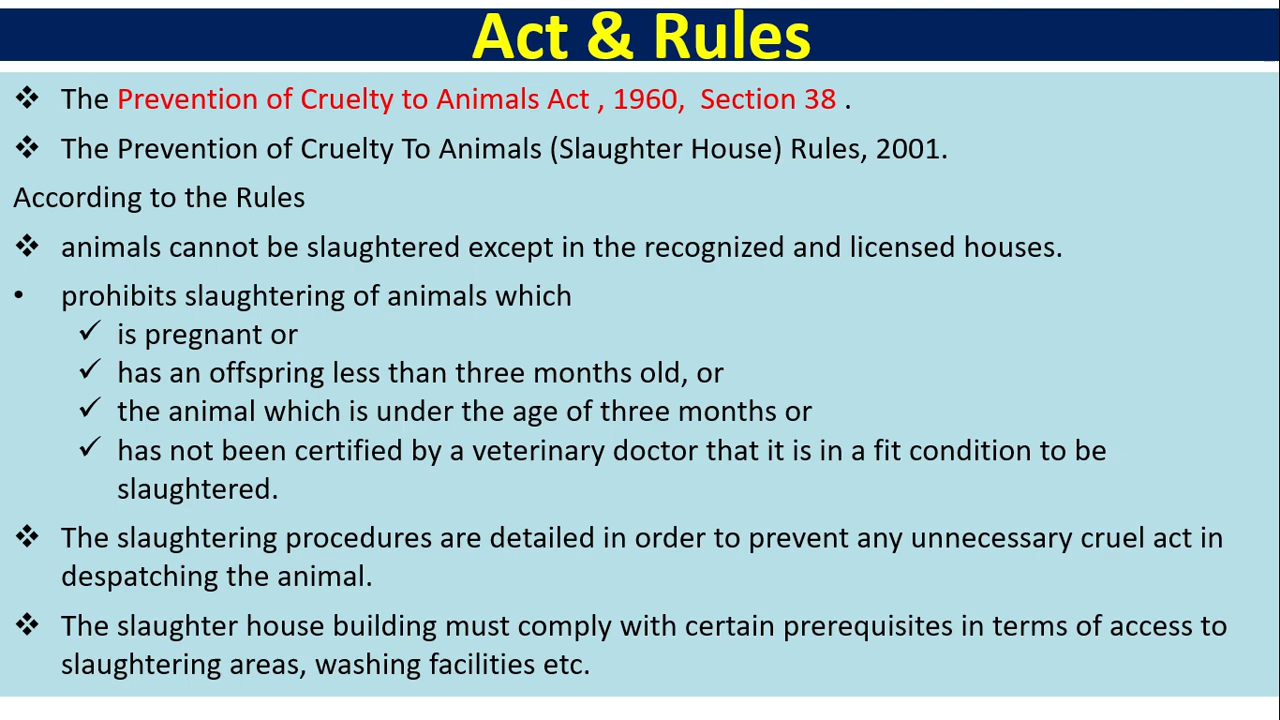 Act & Rules
❖ The Prevention of Cruelty to Animals Act , 1960, Section 38 .
❖ The Prevention of Cruelty To Animals (Slaughter House) Rules, 2001.
According to the Rules
❖ animals cannot be slaughtered except in the recognized and licensed houses.
• prohibits slaughtering of animals which
✓ is pregnant or
✓ has an offspring less than three months old, or
✓ the animal which is under the age of three months or
✓ has not been certified by a veterinary doctor that it is in a fit condition to be
slaughtered.
❖ The slaughtering procedures are detailed in order to prevent any unnecessary cruel act in
despatching the animal.
❖ The slaughter house building must comply with certain prerequisites in terms of access to
slaughtering areas, washing facilities etc.